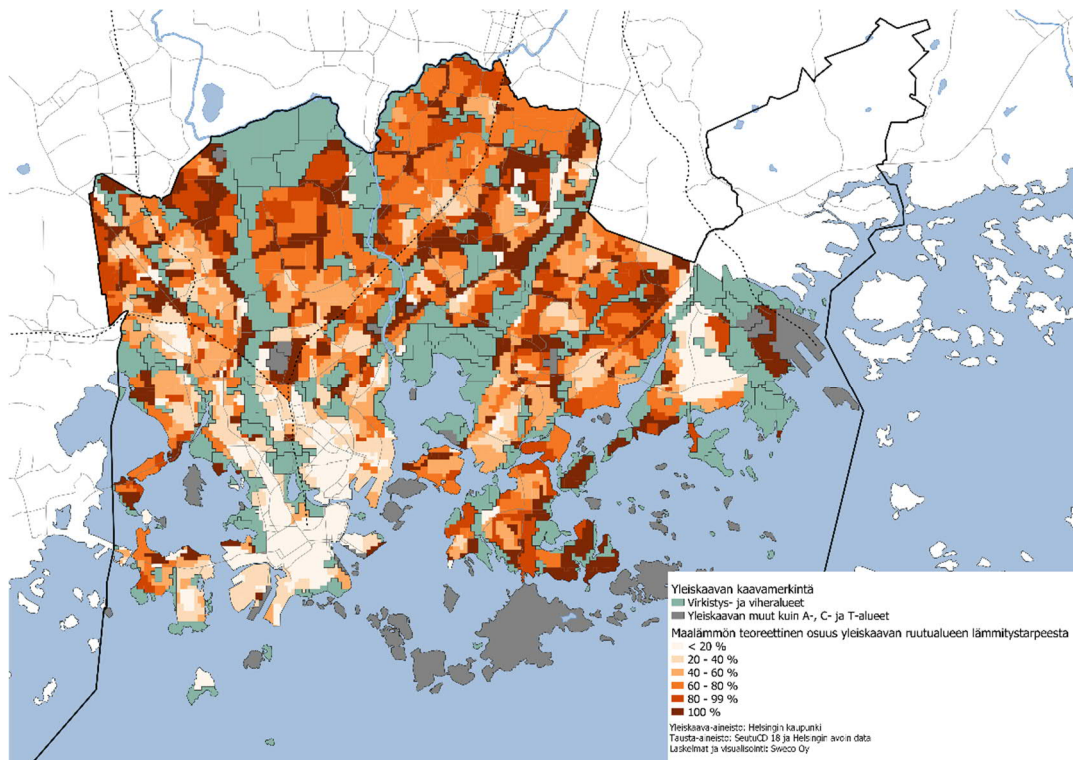 Yleiskaavan kaavamerkintä
Virkistys- ja viheralueet
Yleiskaavan muut kuin A-, C- ja T-alueet
Maalämmön teoreettinen osuus yleiskaavan ruutualueen lämmitystarpeesta
< 20 %
20 - 40 %
40 - 60 %
60 - 80 %
80 - 99 %
100 %
Yleiskaava-aineisto: Helsingin kaupunki
Tausta-aineisto: SeutuCD 18 ja Helsingin avoin data
Laskelmat ja visualisointi: Sweco Oy